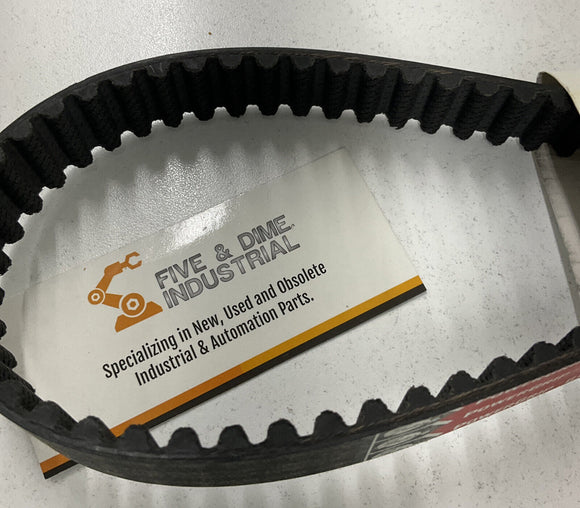 FIVE & DIME
INDUSTRIAL
Specializing in New, Used and Obsolete
Industrial & Automation Parts.